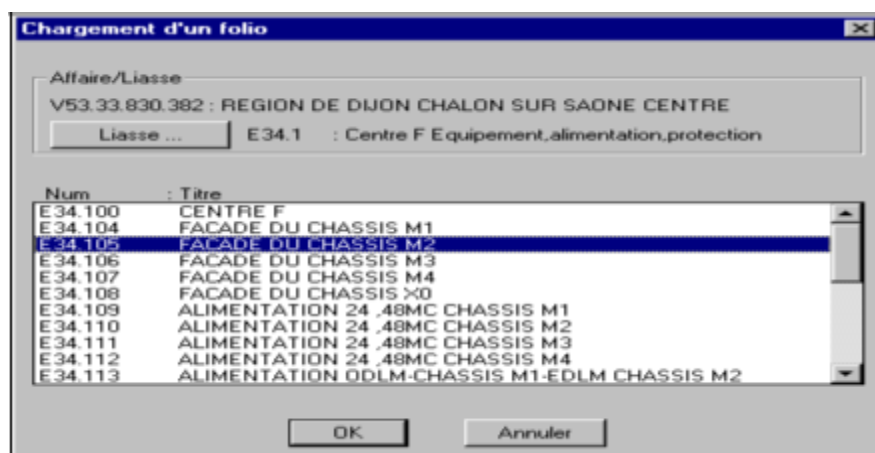 Chargement d'un folio
Affaire/Liasse
V53.33.830.382 : REGION DE DIJON CHALON SUR SAONE CENTRE
Liasse ... E34.1 : Centre F Equipement,alimentation,protection
Num : Titre
E34.100 CENTRE F
E34.104 FACADE DU CHASSIS M1
E34.105 FACADE DU CHASSIS M2
E34.106 FACADE DU CHASSIS M3
E34.107 FACADE DU CHASSIS M4
E34.108 FACADE DU CHASSIS X0
E34.109 ALIMENTATION 24 ,48MC CHASSIS M1
E34.110 ALIMENTATION 24 ,48MC CHASSIS M2
E34.111 ALIMENTATION 24 ,48MC CHASSIS M3
E34.112 ALIMENTATION 24 ,48MC CHASSIS M4
E34.113 ALIMENTATION ODLM-CHASSIS M1-EDLM CHASSIS M2
OK Annuler